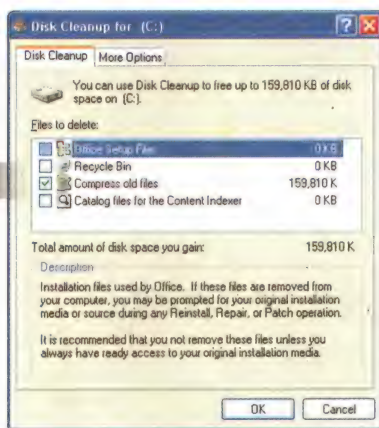 Disk Cleanup for (C:)
Disk Cleanup More Options
You can use Disk Cleanup to free up to 159,810 KB of disk
space on (C:).
Files to delete:
Office Setup Files 0 KB
Recycle Bin 0 KB
Compress old files 159,810 K
Catalog files for the Content Indexer 0 KB
Total amount of disk space you gain: 159,810 K
Description
Installation files used by Office. If these files are removed from
your computer, you may be prompted for your original installation
media or source during any Reinstall, Repair, or Patch operation.
It is recommended that you not remove these files unless you
always have ready access to your original installation media.
OK Cancel